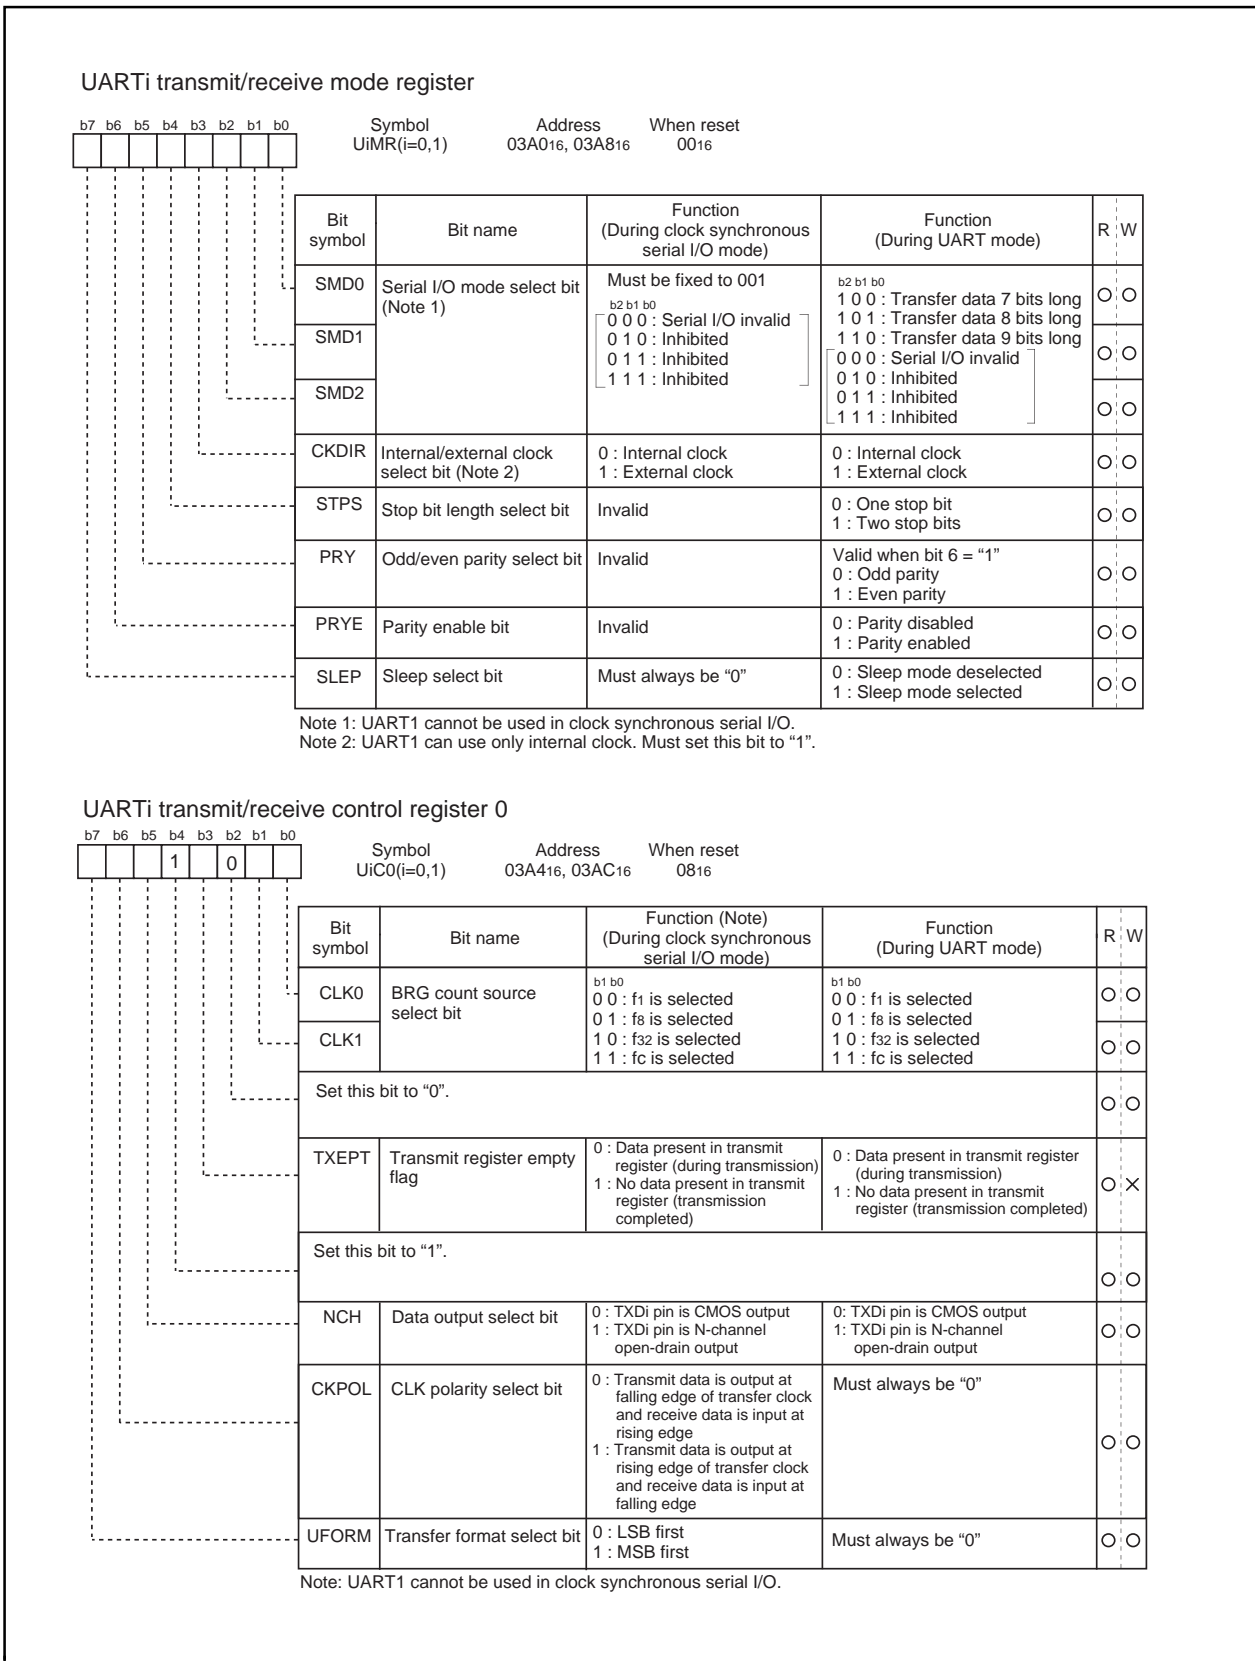 UARTi transmit/receive mode register
b7 b6 b5 b4 b3 b2 b1 b0
Symbol Address When reset
UiMR(i=0,1) 03A016, 03A816 0016
Bit symbol Bit name Function (During clock synchronous serial I/O mode) Function (During UART mode) R W
SMD0 Serial I/O mode select bit (Note 1)
SMD1
SMD2
Must be fixed to 001
b2 b1 b0
0 0 0 : Serial I/O invalid
0 1 0 : Inhibited
0 1 1 : Inhibited
1 1 1 : Inhibited
b2 b1 b0
1 0 0 : Transfer data 7 bits long
1 0 1 : Transfer data 8 bits long
1 1 0 : Transfer data 9 bits long
0 0 0 : Serial I/O invalid
0 1 0 : Inhibited
0 1 1 : Inhibited
1 1 1 : Inhibited
CKDIR Internal/external clock select bit (Note 2)
0 : Internal clock
1 : External clock
0 : Internal clock
1 : External clock
STPS Stop bit length select bit Invalid
0 : One stop bit
1 : Two stop bits
PRY Odd/even parity select bit Invalid
Valid when bit 6 = “1”
0 : Odd parity
1 : Even parity
PRYE Parity enable bit Invalid
0 : Parity disabled
1 : Parity enabled
SLEP Sleep select bit Must always be “0”
0 : Sleep mode deselected
1 : Sleep mode selected
Note 1: UART1 cannot be used in clock synchronous serial I/O.
Note 2: UART1 can use only internal clock. Must set this bit to “1”.
UARTi transmit/receive control register 0
b7 b6 b5 b4 b3 b2 b1 b0
1 0
Symbol Address When reset
UiC0(i=0,1) 03A416, 03AC16 0816
Bit symbol Bit name Function (Note) (During clock synchronous serial I/O mode) Function (During UART mode) R W
CLK0 BRG count source select bit
CLK1
b1 b0
0 0 : f1 is selected
0 1 : f8 is selected
1 0 : f32 is selected
1 1 : fc is selected
b1 b0
0 0 : f1 is selected
0 1 : f8 is selected
1 0 : f32 is selected
1 1 : fc is selected
Set this bit to “0”.
TXEPT Transmit register empty flag
0 : Data present in transmit
register (during transmission)
1 : No data present in transmit
register (transmission
completed)
0 : Data present in transmit register
(during transmission)
1 : No data present in transmit
register (transmission completed)
Set this bit to “1”.
NCH Data output select bit
0 : TXDi pin is CMOS output
1 : TXDi pin is N-channel
open-drain output
0: TXDi pin is CMOS output
1: TXDi pin is N-channel
open-drain output
CKPOL CLK polarity select bit
0 : Transmit data is output at
falling edge of transfer clock
and receive data is input at
rising edge
1 : Transmit data is output at
rising edge of transfer clock
and receive data is input at
falling edge
Must always be “0”
UFORM Transfer format select bit
0 : LSB first
1 : MSB first
Must always be “0”
Note: UART1 cannot be used in clock synchronous serial I/O.